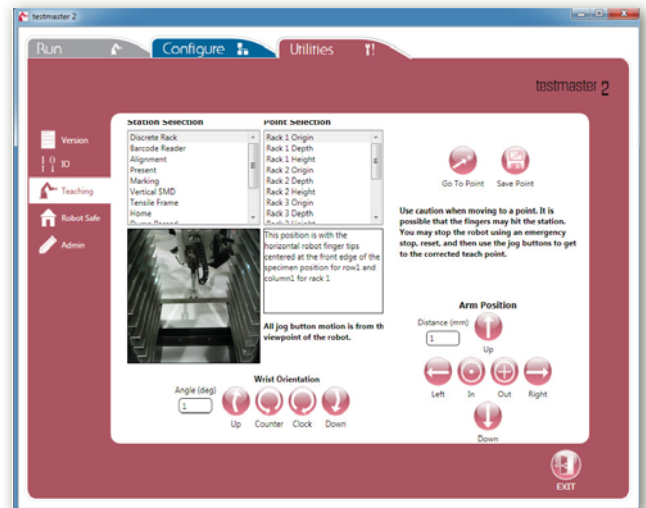 testmaster 2
Run
Configure
Utilities
testmaster 2
Version
IO
Teaching
Robot Safe
Admin
Station Selection
Discrete Rack
Barcode Reader
Alignment
Present
Marking
Vertical SMD
Tensile Frame
Home
Point Selection
Rack 1 Origin
Rack 1 Depth
Rack 1 Height
Rack 2 Origin
Rack 2 Depth
Rack 2 Height
Rack 3 Origin
Rack 3 Depth
Rack 3 Height
This position is with the
horizontal robot finger tips
centered at the front edge of the
specimen position for row1 and
column1 for rack 1
All jog button motion is from th
viewpoint of the robot.
Wrist Orientation
Angle (deg)
1
Up
Counter
Clock
Down
Go To Point
Save Point
Use caution when moving to a point. It is
possible that the fingers may hit the station.
You may stop the robot using an emergency
stop, reset, and then use the jog buttons to get
to the corrected teach point.
Arm Position
Distance (mm)
1
Up
Left
In
Out
Right
Down
EXIT